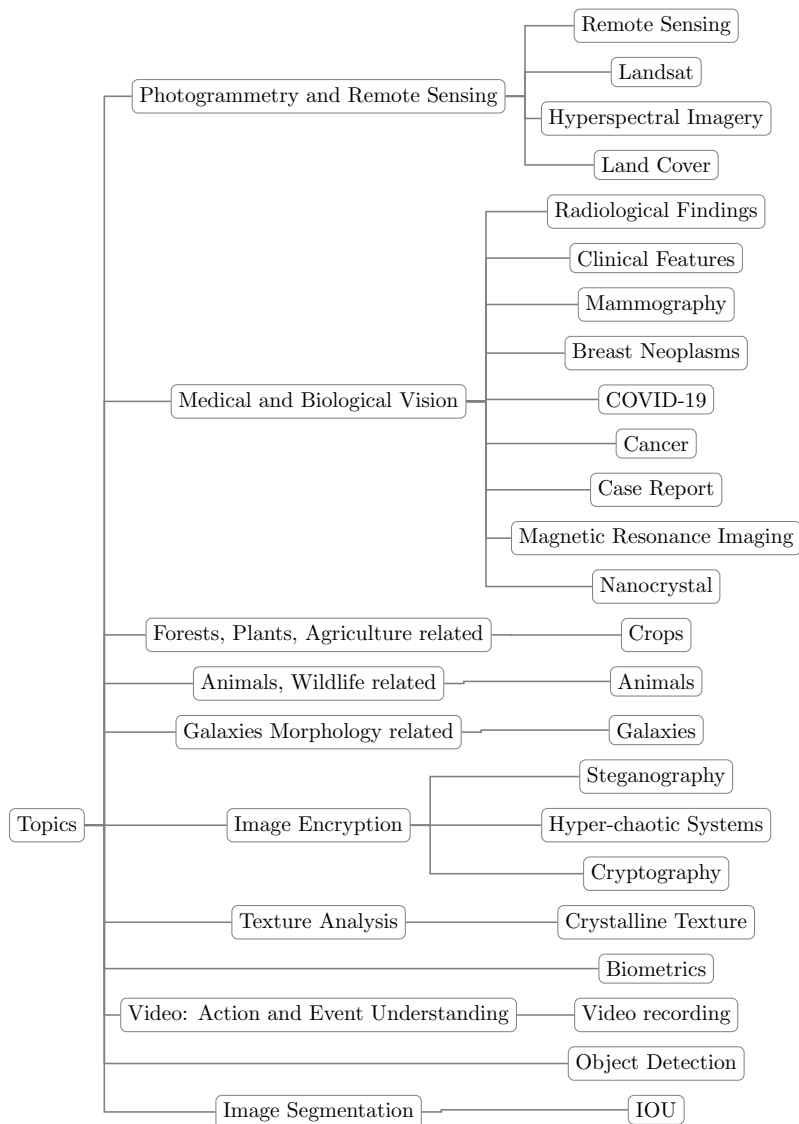 Remote Sensing
Landsat
Photogrammetry and Remote Sensing
Hyperspectral Imagery
Land Cover
Radiological Findings
Clinical Features
Mammography
Breast Neoplasms
Medical and Biological Vision
COVID-19
Cancer
Case Report
Magnetic Resonance Imaging
Nanocrystal
Forests, Plants, Agriculture related
Crops
Animals, Wildlife related
Animals
Galaxies Morphology related
Galaxies
Steganography
Topics
Image Encryption
Hyper-chaotic Systems
Cryptography
Texture Analysis
Crystalline Texture
Biometrics
Video: Action and Event Understanding
Video recording
Object Detection
Image Segmentation
IOU